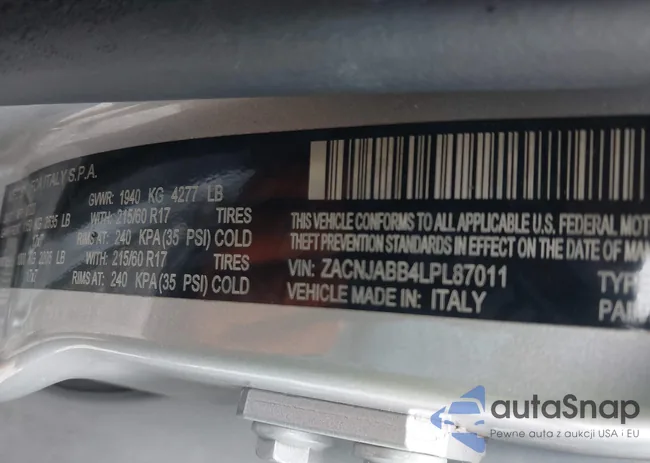 ITALY S.P.A.
GVWR: 1940 KG 4277 LB
LB WITH: 215/60 R17 TIRES
RIMS AT: 240 KPA(35 PSI) COLD
LB WITH: 215/60 R17 TIRES
RIMS AT: 240 KPA(35 PSI) COLD
THIS VEHICLE CONFORMS TO ALL APPLICABLE U.S. FEDERAL MOT
THEFT PREVENTION STANDARDS IN EFFECT ON THE DATE OF MAN
VIN: ZACNJABB4LPL87011 TYP
VEHICLE MADE IN: ITALY PAI
autaSnap
Pewne auta z aukcji USA i EU